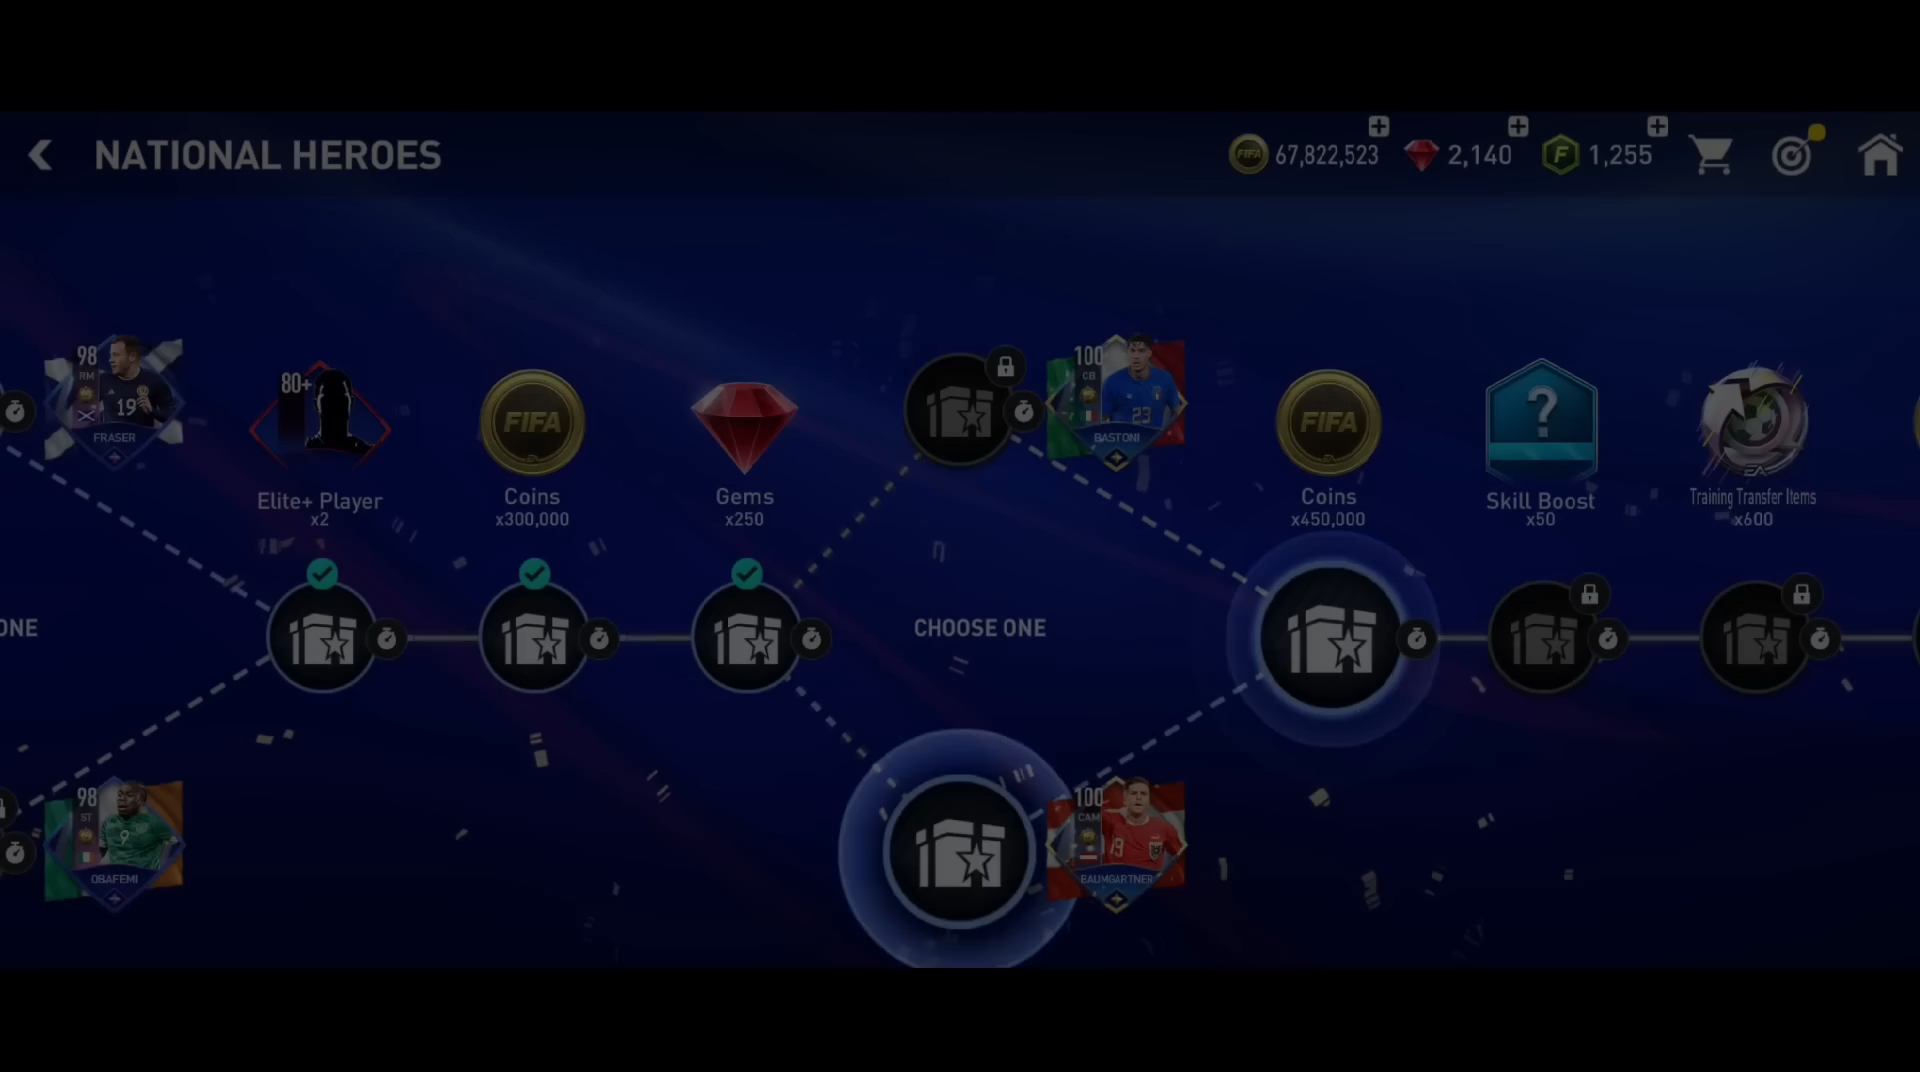 NATIONAL HEROES
FIFA 67,822,523
2,140
F 1,255
98
RM
19
FRASER
80+
Elite+ Player
x2
FIFA
Coins
x300,000
Gems
x250
100
CB
23
BASTONI
FIFA
Coins
x450,000
?
Skill Boost
x50
EA
Training Transfer Items
x600
ONE
CHOOSE ONE
98
ST
9
OBAFEMI
100
CAM
19
BAUMGARTNER